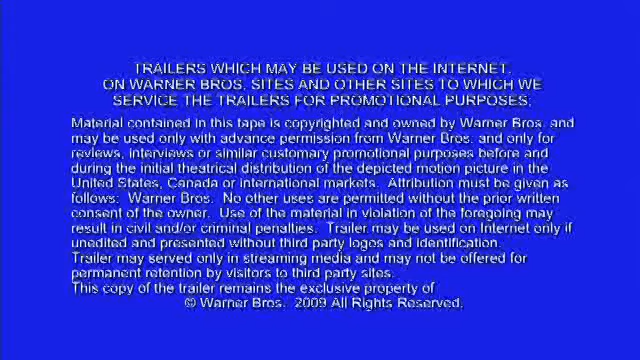 TRAILERS WHICH MAY BE USED ON THE INTERNET.
ON WARNER BROS. SITES AND OTHER SITES TO WHICH WE
SERVICE THE TRAILERS FOR PROMOTIONAL PURPOSES;
Material contained in this tape is copyrighted and owned by Warner Bros. and
may be used only with advance permission from Warner Bros. and only for
reviews, interviews or similar customary promotional purposes before and
during the initial theatrical distribution of the depicted motion picture in the
United States, Canada or international markets. Attribution must be given as
follows: Warner Bros. No other uses are permitted without the prior written
consent of the owner. Use of the material in violation of the foregoing may
result in civil and/or criminal penalties. Trailer may be used on Internet only if
unedited and presented without third party logos and identification.
Trailer may served only in streaming media and may not be offered for
permanent retention by visitors to third party sites.
This copy of the trailer remains the exclusive property of
© Warner Bros. 2009 All Rights Reserved.